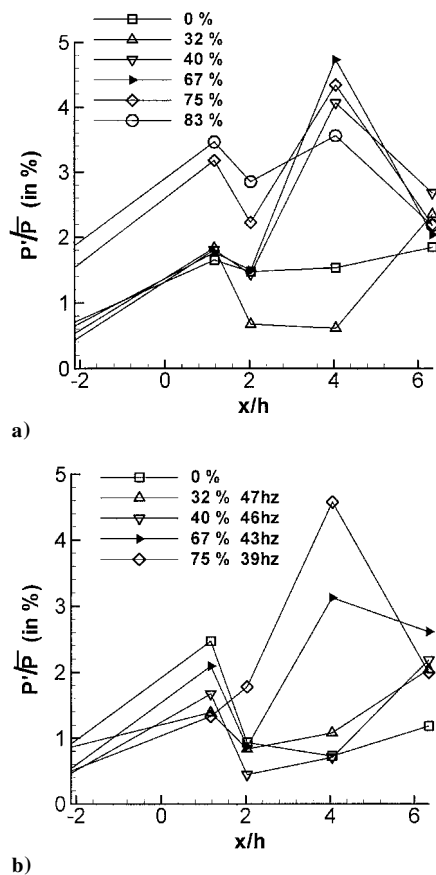 0 %
32 %
40 %
67 %
75 %
83 %
5
4
3
2
1
0
P'/P̅ (in %)
-2 0 2 4 6
x/h
a)
0 %
32 % 47hz
40 % 46hz
67 % 43hz
75 % 39hz
5
4
3
2
1
0
P'/P̅ (in %)
-2 0 2 4 6
x/h
b)